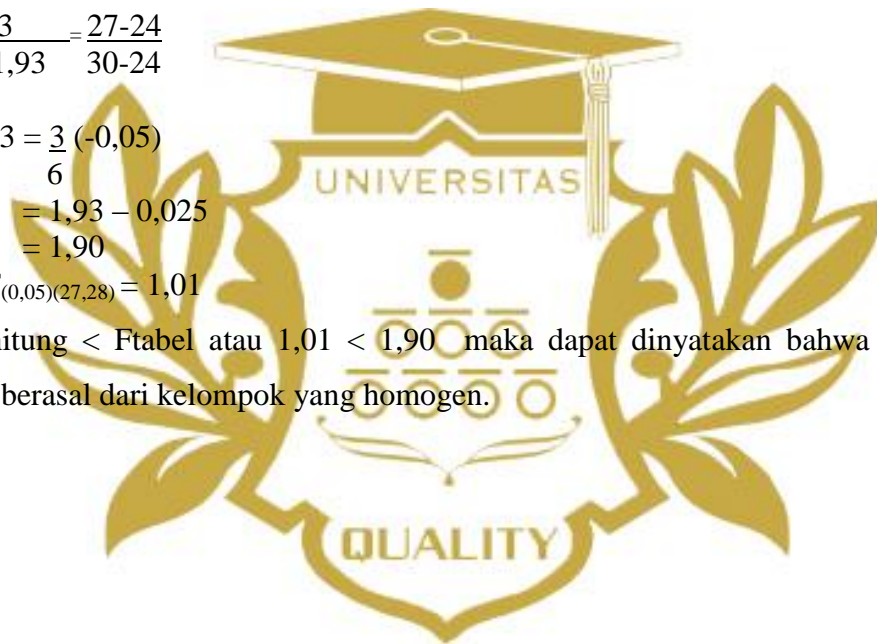 3 = 27-24
1,93 30-24
3 = 3 (-0,05)
6
= 1,93 – 0,025
= 1,90
(0,05)(27,28) = 1,01
< Ftabel atau 1,01 < 1,90 maka dapat dinyatakan bahwa
berasal dari kelompok yang homogen.
UNIVERSITAS
QUALITY